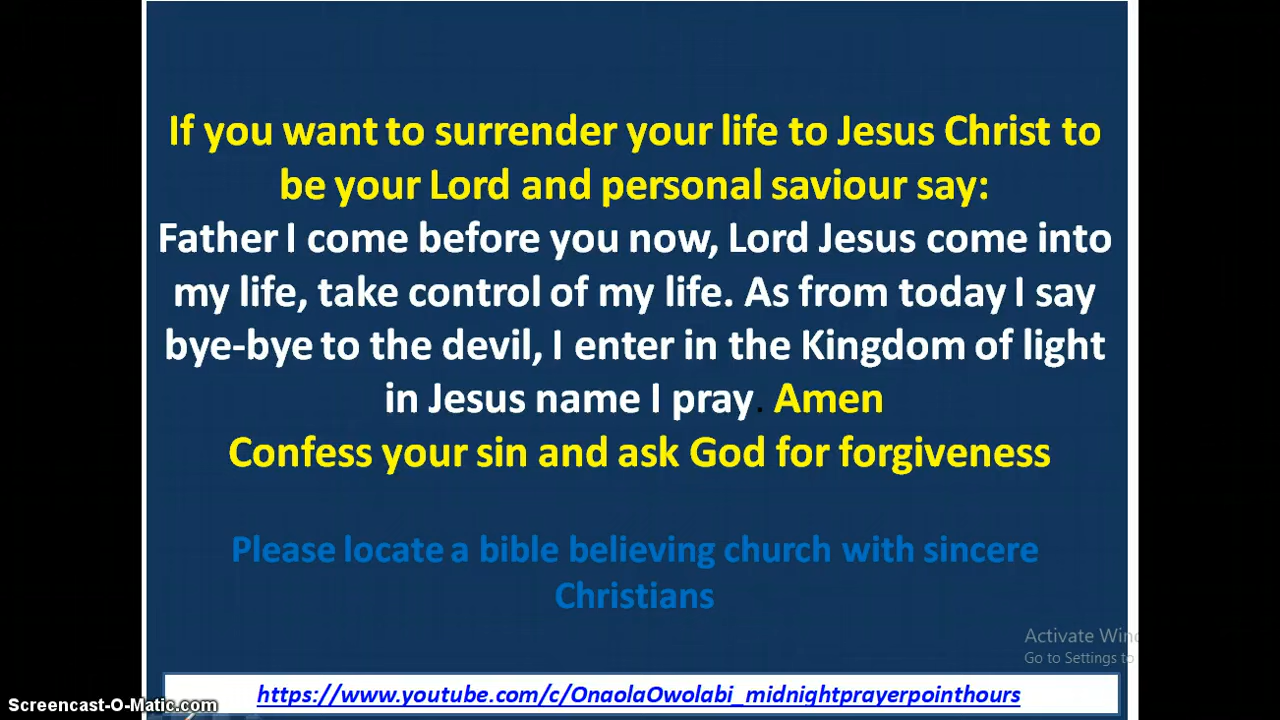 If you want to surrender your life to Jesus Christ to
be your Lord and personal saviour say:
Father I come before you now, Lord Jesus come into
my life, take control of my life. As from today I say
bye-bye to the devil, I enter in the Kingdom of light
in Jesus name I pray. Amen
Confess your sin and ask God for forgiveness
Please locate a bible believing church with sincere
Christians
Activate Win
Go to Settings to
https://www.youtube.com/c/OnaolaOwolabi_midnightprayerpointhours
Screencast-O-Matic.com